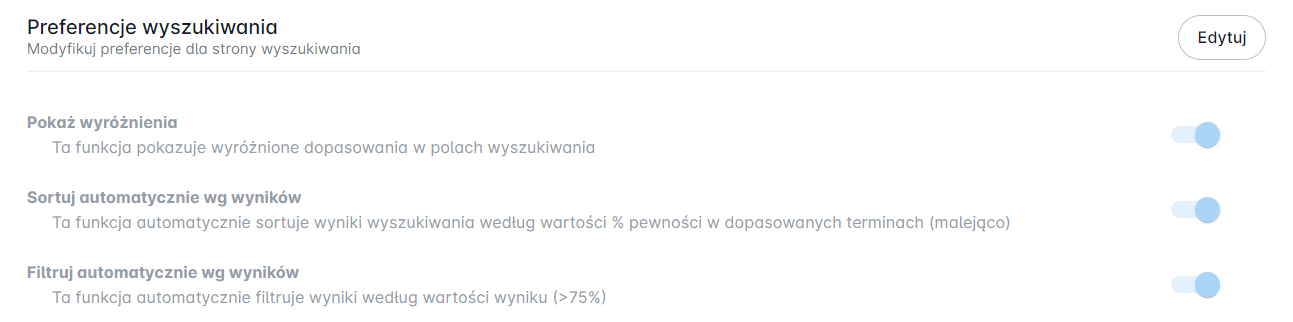 Preferencje wyszukiwania
Modyfikuj preferencje dla strony wyszukiwania
Edytuj
Pokaż wyróżnienia
Ta funkcja pokazuje wyróżnione dopasowania w polach wyszukiwania
Sortuj automatycznie wg wyników
Ta funkcja automatycznie sortuje wyniki wyszukiwania według wartości % pewności w dopasowanych terminach (malejąco)
Filtruj automatycznie wg wyników
Ta funkcja automatycznie filtruje wyniki według wartości wyniku (>75%)